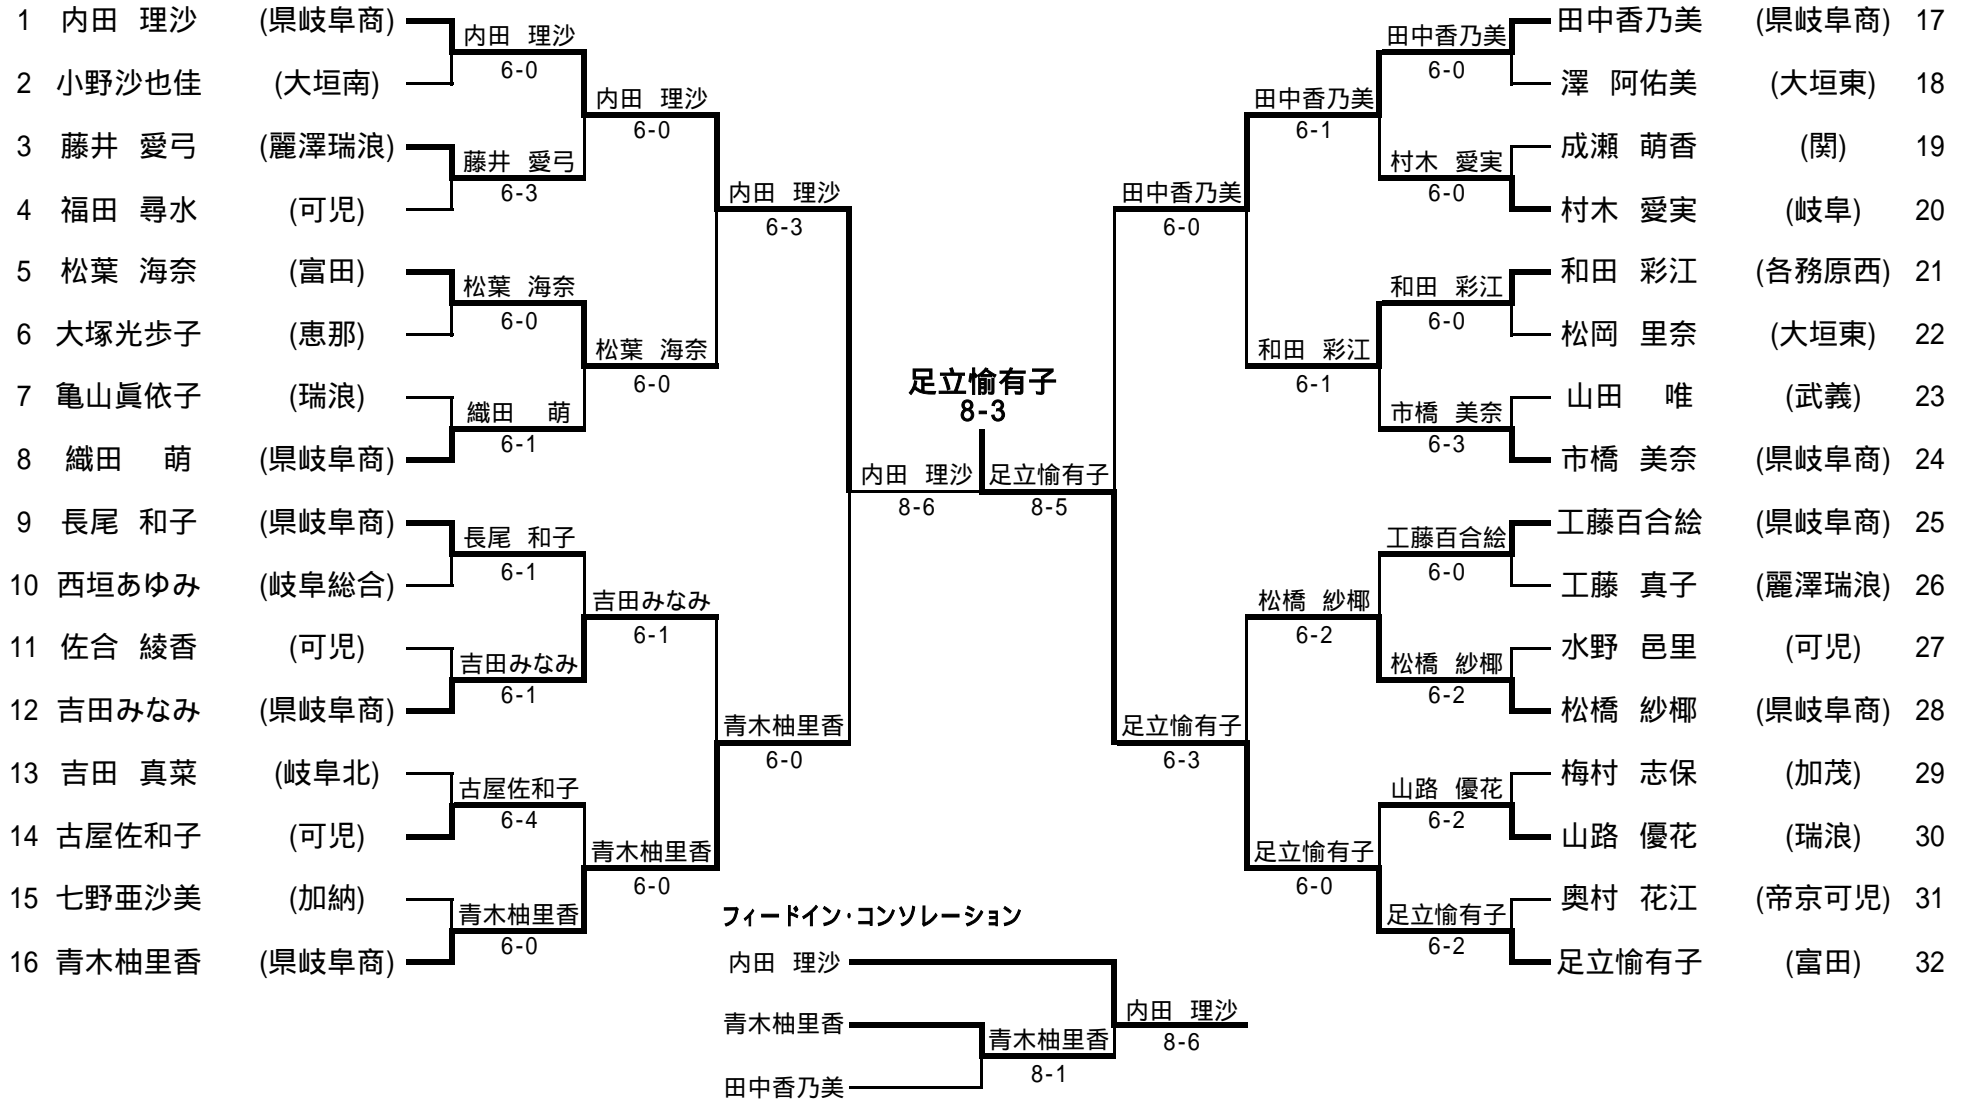 1 内田 理沙 (県岐阜商)
2 小野沙也佳 (大垣南)
3 藤井 愛弓 (麗澤瑞浪)
4 福田 尋水 (可児)
5 松葉 海奈 (富田)
6 大塚光歩子 (恵那)
7 亀山眞依子 (瑞浪)
8 織田 萌 (県岐阜商)
9 長尾 和子 (県岐阜商)
10 西垣あゆみ (岐阜総合)
11 佐合 綾香 (可児)
12 吉田みなみ (県岐阜商)
13 吉田 真菜 (岐阜北)
14 古屋佐和子 (可児)
15 七野亜沙美 (加納)
16 青木柚里香 (県岐阜商)
内田 理沙
6-0
藤井 愛弓
6-3
松葉 海奈
6-0
織田 萌
6-1
長尾 和子
6-1
吉田みなみ
6-1
古屋佐和子
6-4
青木柚里香
6-0
内田 理沙
6-0
松葉 海奈
6-0
吉田みなみ
6-1
青木柚里香
6-0
内田 理沙
6-3
青木柚里香
6-0
内田 理沙
8-6
足立愉有子
8-3
足立愉有子
8-5
田中香乃美
6-0
足立愉有子
6-3
田中香乃美
6-1
和田 彩江
6-1
松橋 紗椰
6-2
足立愉有子
6-0
田中香乃美
6-0
村木 愛実
6-0
和田 彩江
6-0
市橋 美奈
6-3
工藤百合絵
6-0
松橋 紗椰
6-2
山路 優花
6-2
足立愉有子
6-2
田中香乃美 (県岐阜商) 17
澤 阿佑美 (大垣東) 18
成瀬 萌香 (関) 19
村木 愛実 (岐阜) 20
和田 彩江 (各務原西) 21
松岡 里奈 (大垣東) 22
山田 唯 (武義) 23
市橋 美奈 (県岐阜商) 24
工藤百合絵 (県岐阜商) 25
工藤 真子 (麗澤瑞浪) 26
水野 邑里 (可児) 27
松橋 紗椰 (県岐阜商) 28
梅村 志保 (加茂) 29
山路 優花 (瑞浪) 30
奥村 花江 (帝京可児) 31
足立愉有子 (富田) 32
フィードイン・コンソレーション
内田 理沙
青木柚里香
田中香乃美
青木柚里香
8-1
内田 理沙
8-6